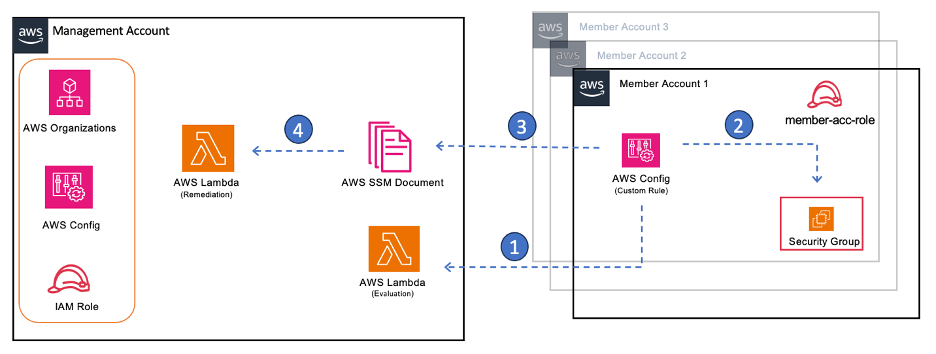 aws
Management Account
AWS Organizations
AWS Config
IAM Role
AWS Lambda
(Remediation)
4
AWS SSM Document
AWS Lambda
(Evaluation)
3
1
aws
Member Account 3
aws
Member Account 2
aws
Member Account 1
member-acc-role
2
AWS Config
(Custom Rule)
Security Group